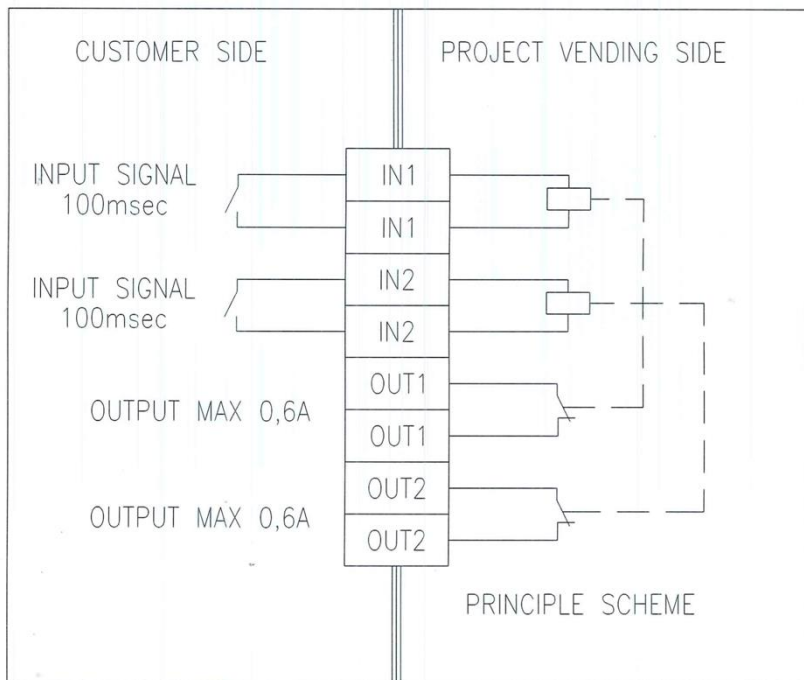 CUSTOMER SIDE
PROJECT VENDING SIDE
INPUT SIGNAL
100msec
IN1
IN1
INPUT SIGNAL
100msec
IN2
IN2
OUTPUT MAX 0,6A
OUT1
OUT1
OUTPUT MAX 0,6A
OUT2
OUT2
PRINCIPLE SCHEME